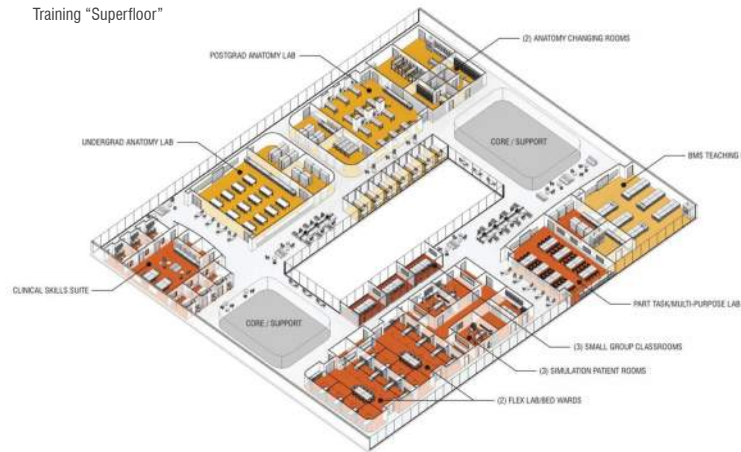 Training “Superfloor”
(2) ANATOMY CHANGING ROOMS
POSTGRAD ANATOMY LAB
CORE / SUPPORT
UNDERGRAD ANATOMY LAB
BMS TEACHING
CLINICAL SKILLS SUITE
PART TASK/MULTI-PURPOSE LAB
CORE / SUPPORT
(3) SMALL GROUP CLASSROOMS
(3) SIMULATION PATIENT ROOMS
(2) FLEX LAB/BED WARDS